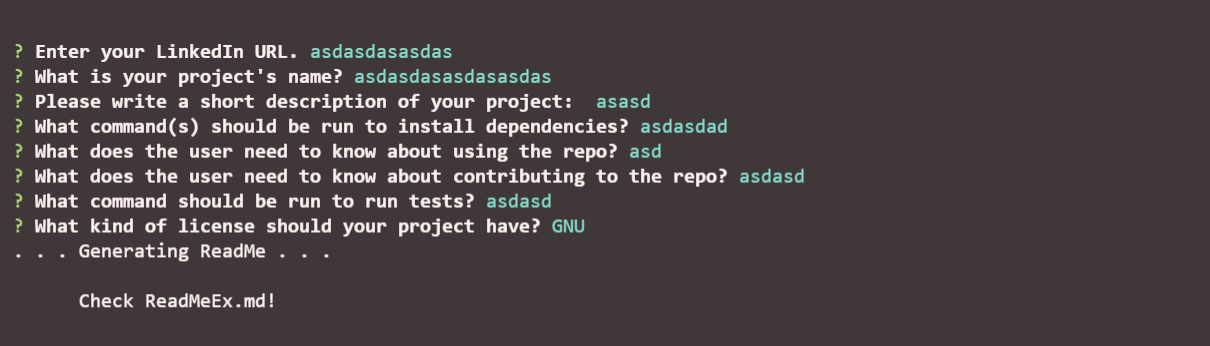 ? Enter your LinkedIn URL. asdasdasasdas
? What is your project's name? asdasdasasdasasdas
? Please write a short description of your project:  asasd
? What command(s) should be run to install dependencies? asdasdad
? What does the user need to know about using the repo? asd
? What does the user need to know about contributing to the repo? asdasd
? What command should be run to run tests? asdasd
? What kind of license should your project have? GNU
. . . Generating ReadMe . . .
Check ReadMeEx.md!